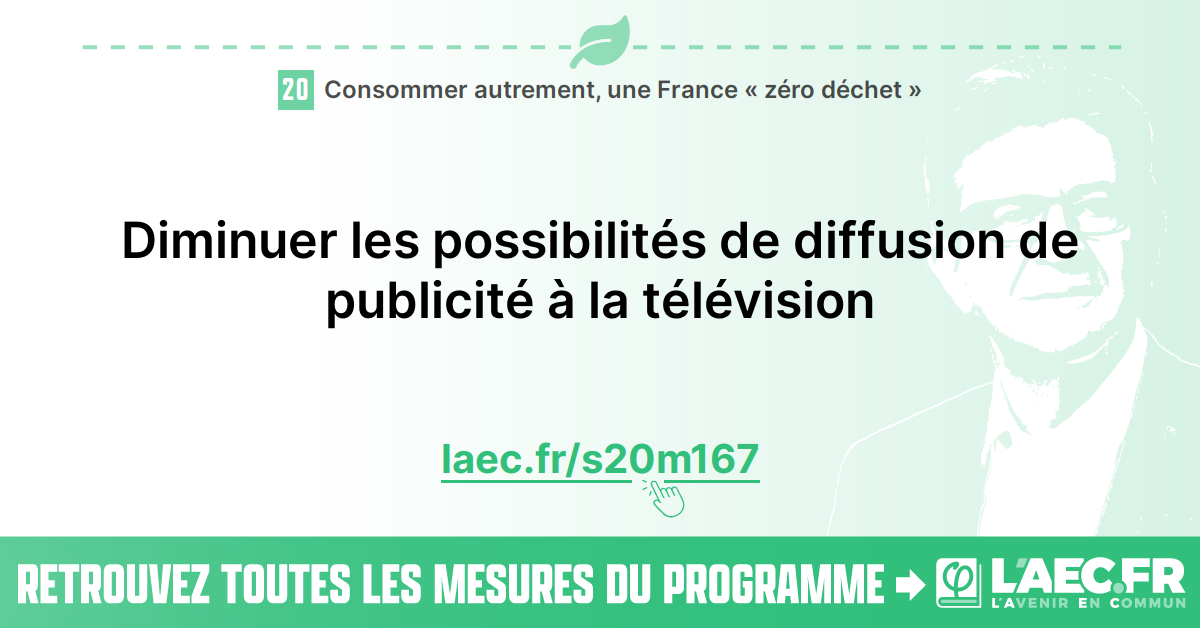 20 Consommer autrement, une France « zéro déchet »
Diminuer les possibilités de diffusion de
publicité à la télévision
laec.fr/s20m167
RETROUVEZ TOUTES LES MESURES DU PROGRAMME
φ L'AEC.FR
L'AVENIR EN COMMUN